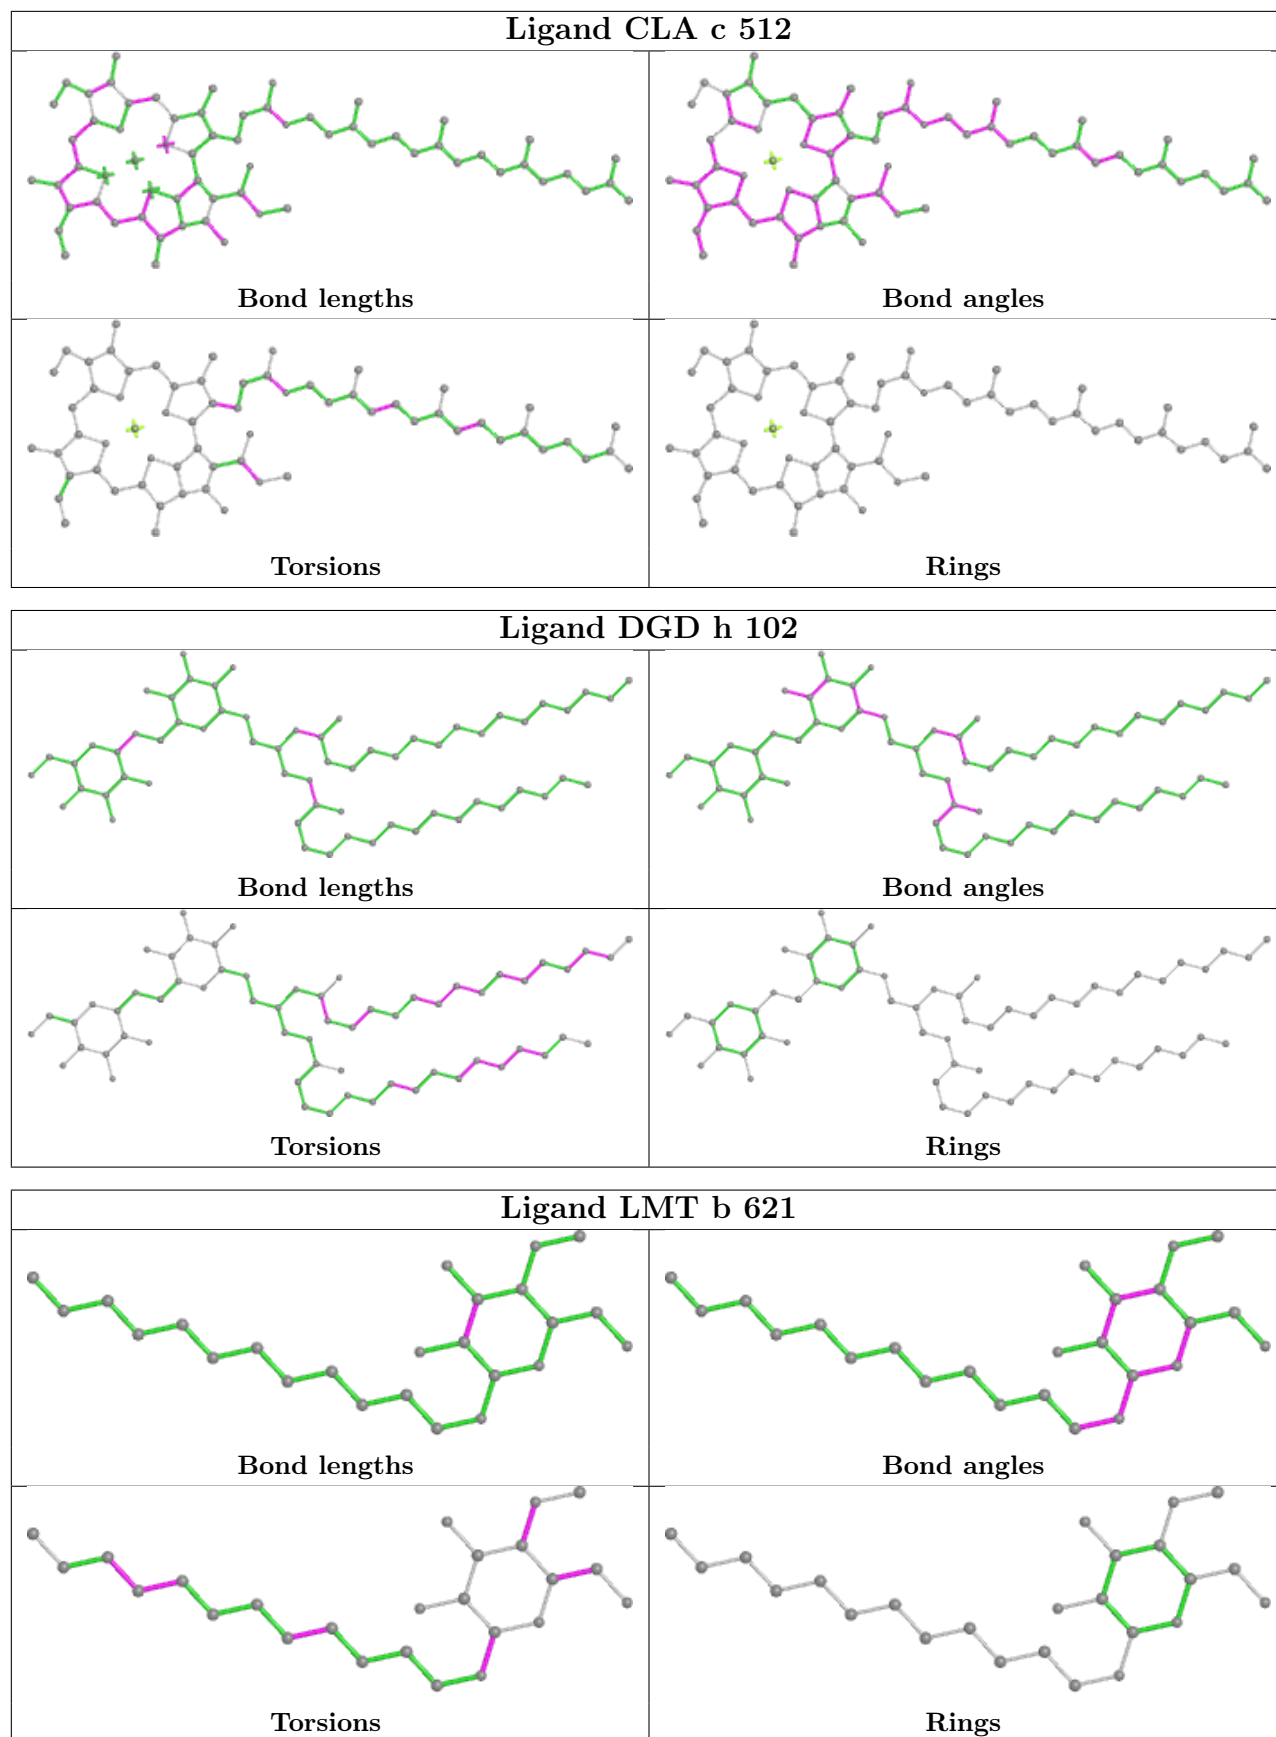 Ligand CLA c 512
Bond lengths
Bond angles
Torsions
Rings
Ligand DGD h 102
Bond lengths
Bond angles
Torsions
Rings
Ligand LMT b 621
Bond lengths
Bond angles
Torsions
Rings